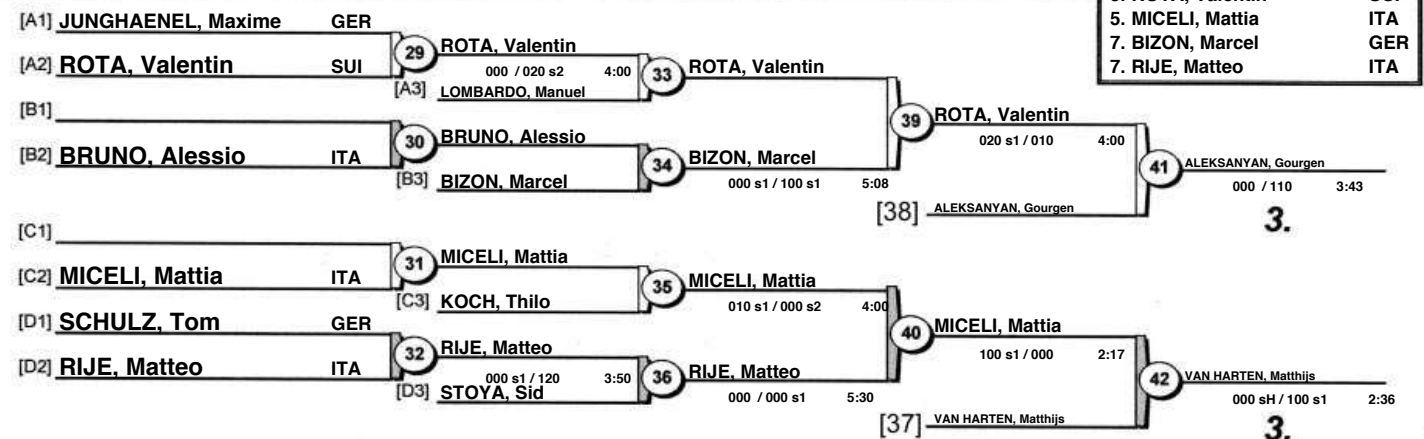 5. MICELI, Mattia ITA
7. BIZON, Marcel GER
7. RIJE, Matteo ITA
[A1] JUNGHAENEL, Maxime GER
29 ROTA, Valentin
[A2] ROTA, Valentin SUI
000 / 020 s2 4:00
33 ROTA, Valentin
[A3] LOMBARDO, Manuel
[B1]
39 ROTA, Valentin
30 BRUNO, Alessio
020 s1 / 010 4:00
[B2] BRUNO, Alessio ITA
34 BIZON, Marcel
41 ALEKSANYAN, Gourgen
[B3] BIZON, Marcel
000 s1 / 100 s1 5:08
000 / 110 3:43
[38] ALEKSANYAN, Gourgen
3.
[C1]
31 MICELI, Mattia
[C2] MICELI, Mattia ITA
35 MICELI, Mattia
[C3] KOCH, Thilo
010 s1 / 000 s2 4:00
[D1] SCHULZ, Tom GER
40 MICELI, Mattia
32 RIJE, Matteo
100 s1 / 000 2:17
[D2] RIJE, Matteo ITA
000 s1 / 120 3:50
36 RIJE, Matteo
42 VAN HARTEN, Matthijs
[D3] STOYA, Sid
000 / 000 s1 5:30
000 sH / 100 s1 2:36
[37] VAN HARTEN, Matthijs
3.